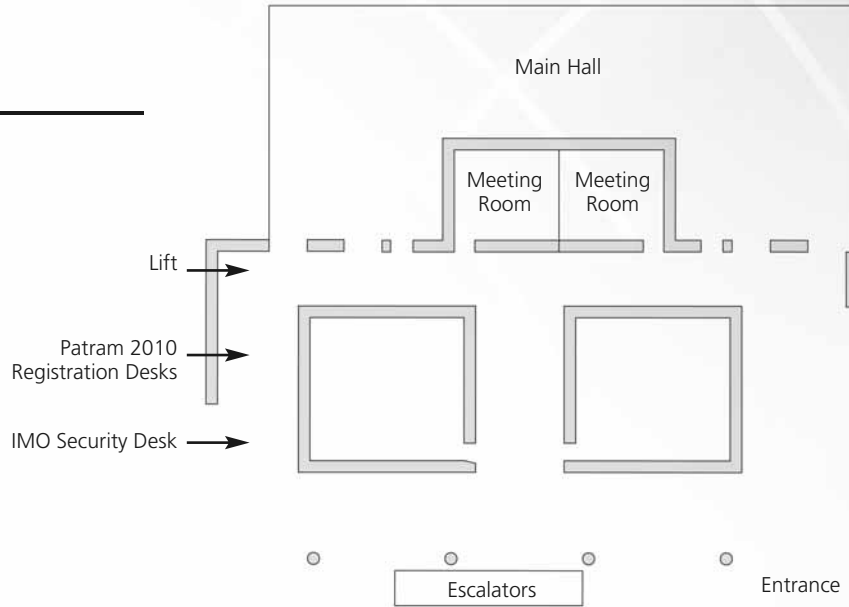 Main Hall
Meeting
Room
Meeting
Room
Lift
Patram 2010
Registration Desks
IMO Security Desk
Escalators
Entrance